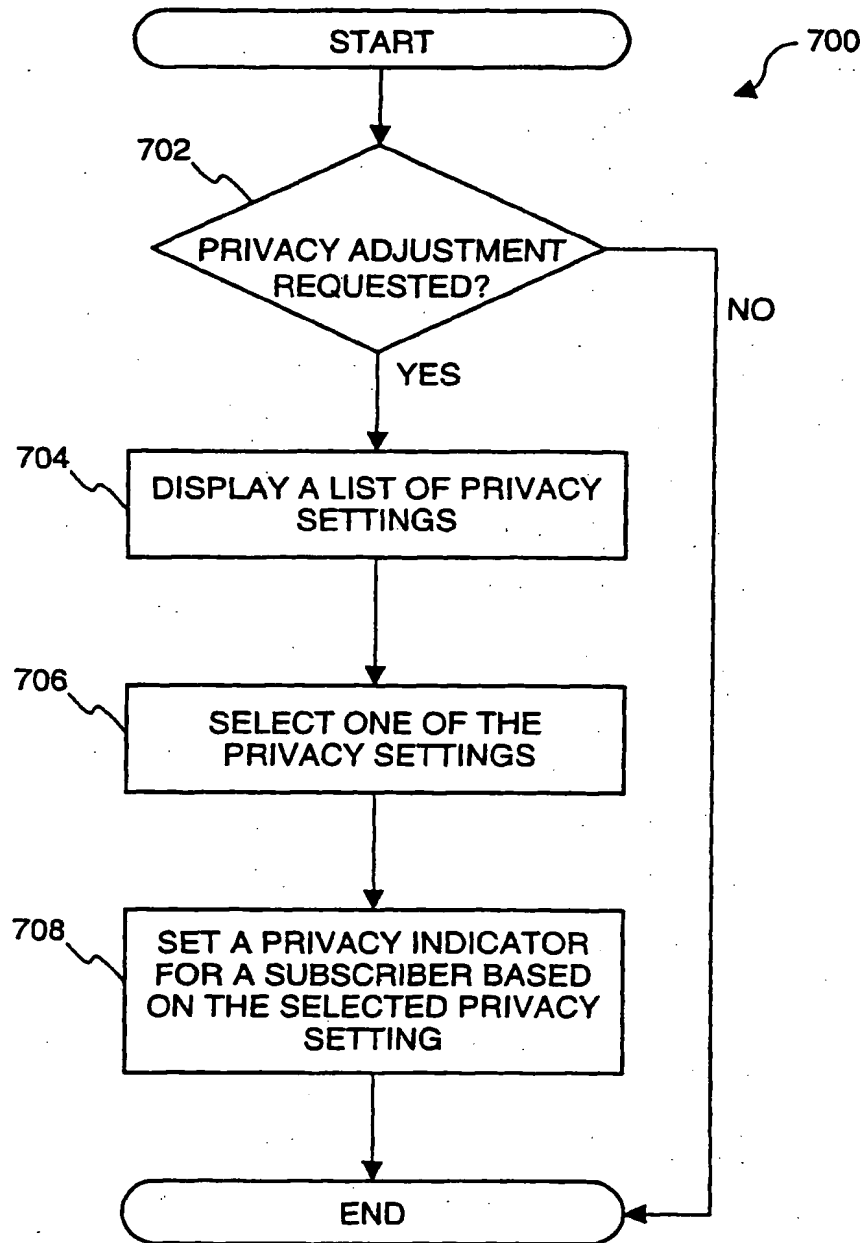 START
700
702
PRIVACY ADJUSTMENT
REQUESTED?
NO
YES
704
DISPLAY A LIST OF PRIVACY
SETTINGS
706
SELECT ONE OF THE
PRIVACY SETTINGS
708
SET A PRIVACY INDICATOR
FOR A SUBSCRIBER BASED
ON THE SELECTED PRIVACY
SETTING
END